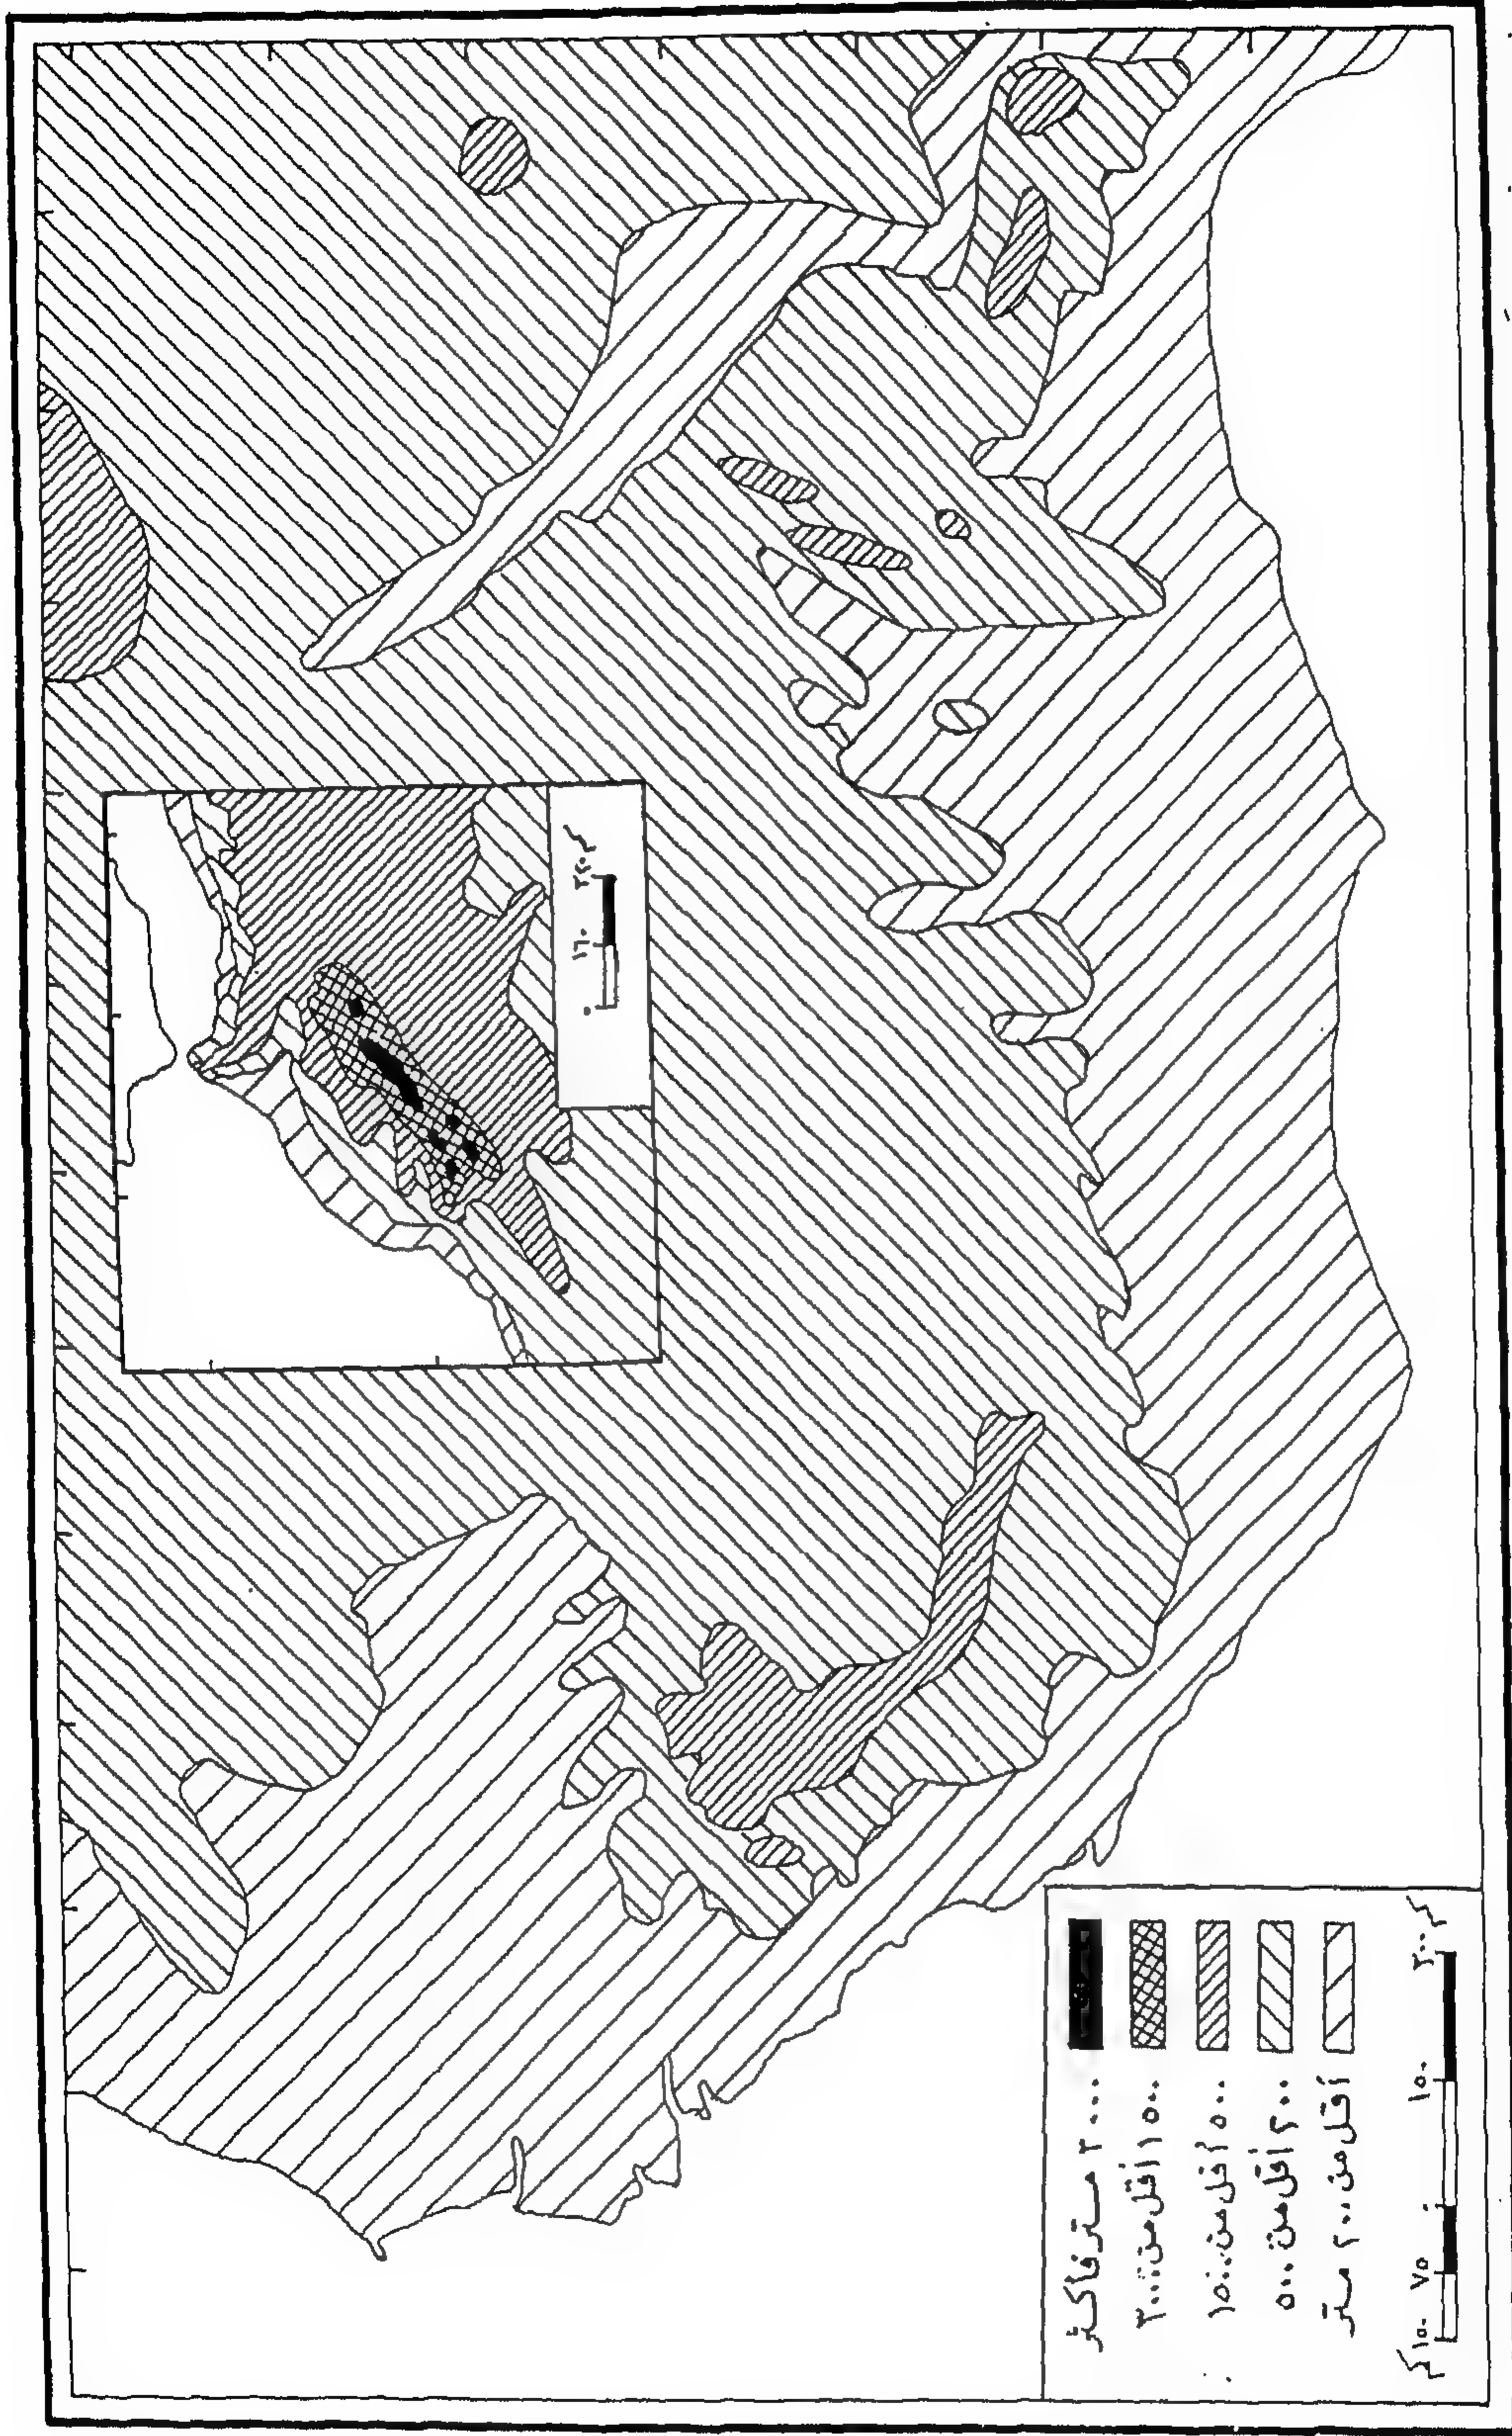 ٠ ١٦٠ ٣٢٠ كم
٢٠٠٠ متر فأكثر
١٥٠٠ أقل من ٢٠٠٠
٥٠٠ أقل من ١٥٠٠
٢٠٠ أقل من ٥٠٠
أقل من ٢٠٠ متر
كم ١٥٠ ٧٥ ٠ ١٥٠ ٣٠٠ كم